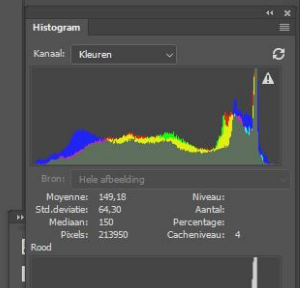 Histogram
Kanaal: Kleuren
Bron: Hele afbeelding
Moyenne: 149,18 Niveau:
Std.deviatie: 64,30 Aantal:
Mediaan: 150 Percentage:
Pixels: 213950 Cacheniveau: 4
Rood